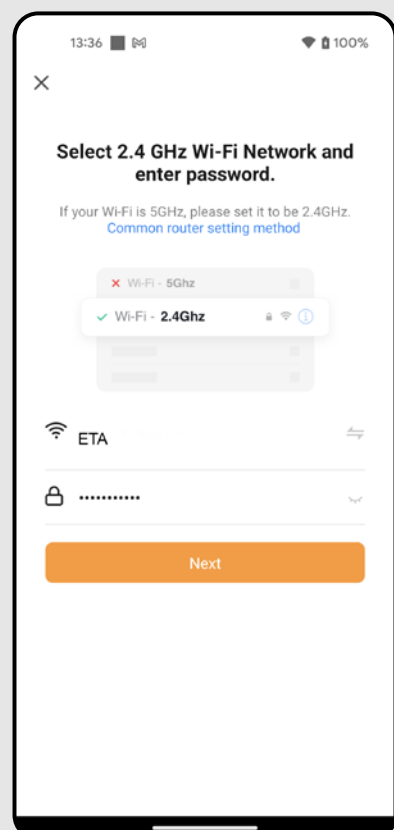 13:36 100%
Select 2.4 GHz Wi-Fi Network and
enter password.
If your Wi-Fi is 5GHz, please set it to be 2.4GHz.
Common router setting method
Wi-Fi - 5Ghz
Wi-Fi - 2.4Ghz
ETA
•••••••••••
Next